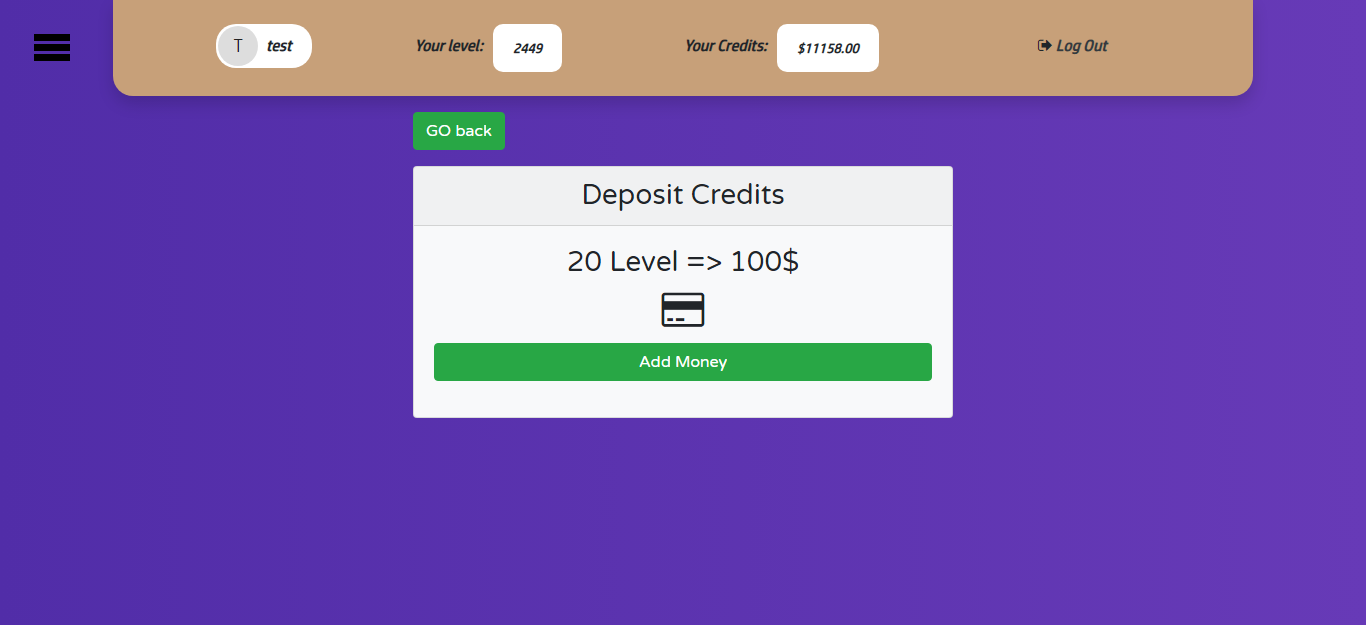 T test Your level: 2449 Your Credits: $11158.00 Log Out
GO back
Deposit Credits
20 Level => 100$
Add Money